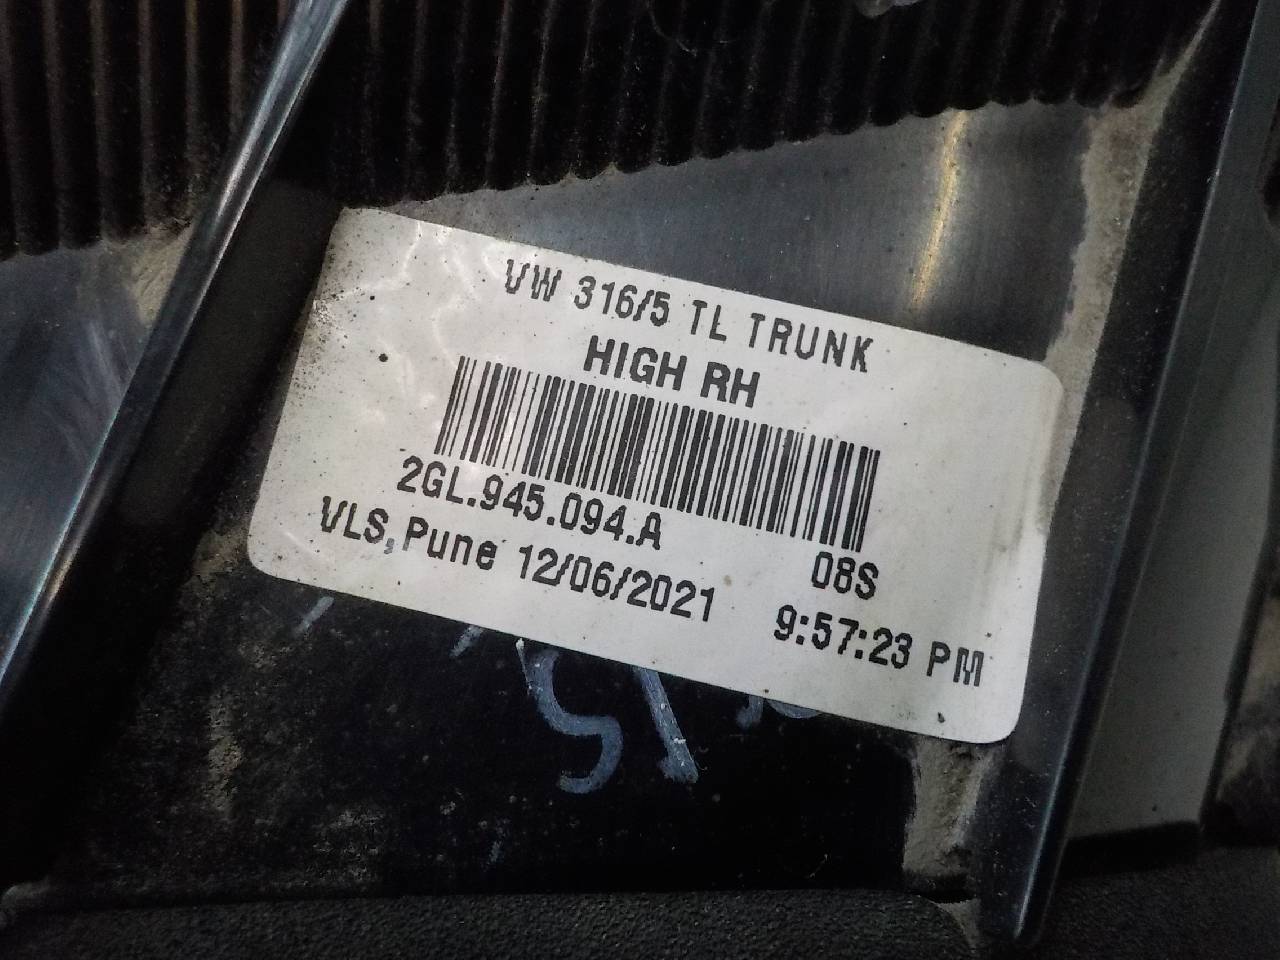 VW 316/5 TL TRUNK
HIGH RH
2GL.945.094.A 08S
VLS, Pune 12/06/2021 9:57:23 PM